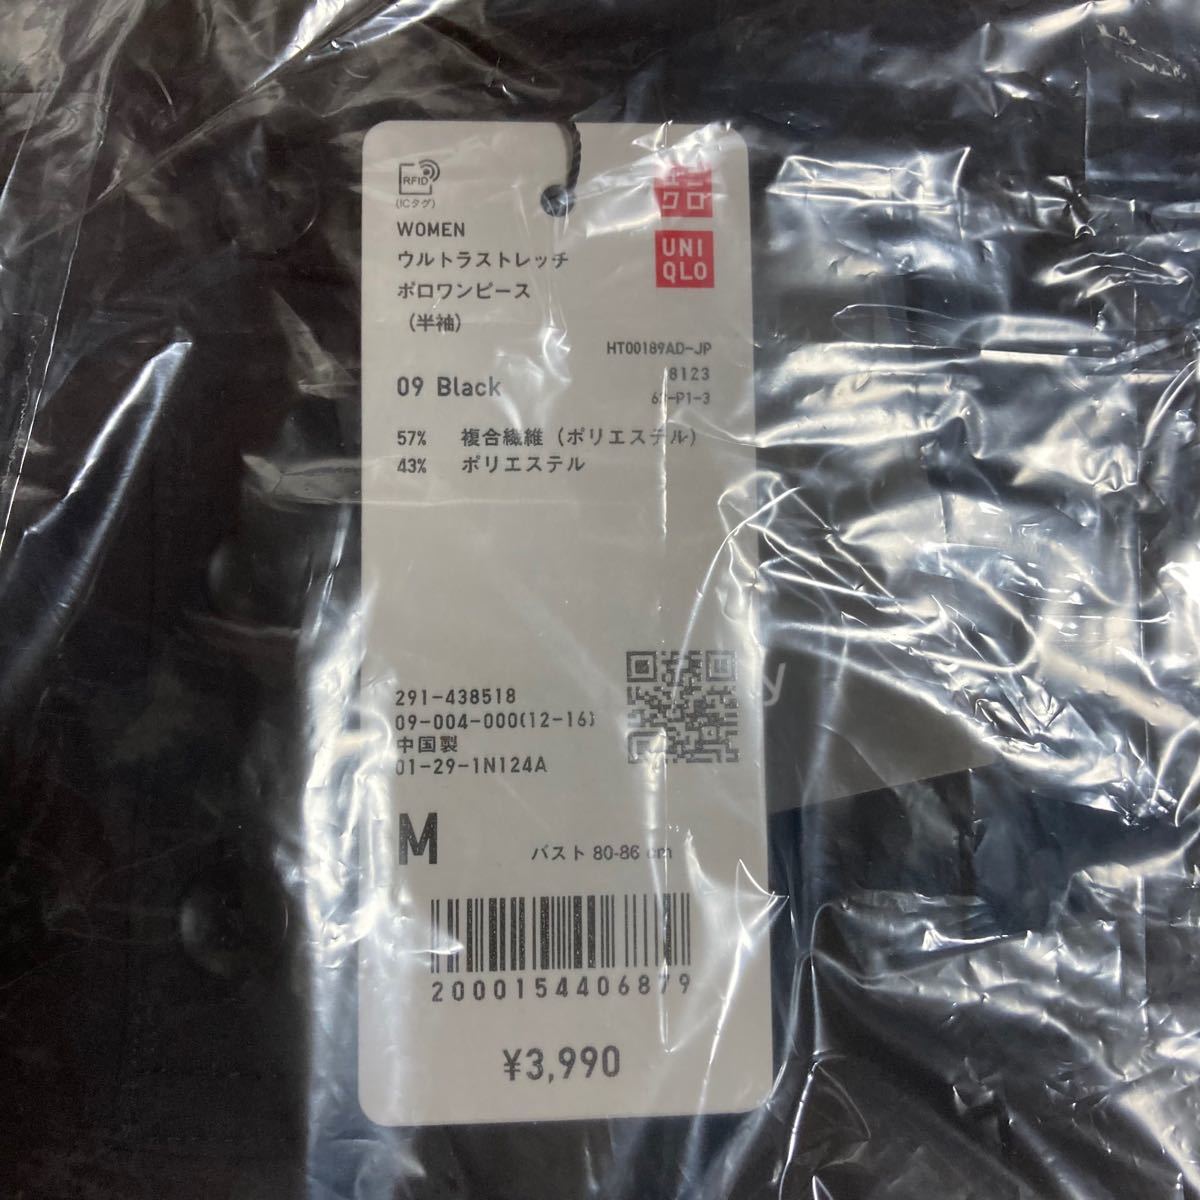 RFID
(ICタグ)
ユニ
クロ
UNI
QLO
WOMEN
ウルトラストレッチ
ポロワンピース
(半袖)
HT00189AD-JP
8123
09 Black
57% 複合繊維(ポリエステル)
43% ポリエステル
291-438518
09-004-000(12-16)
中国製
01-29-1N124A
M
バスト 80-86 cm
2000154406879
¥3,990